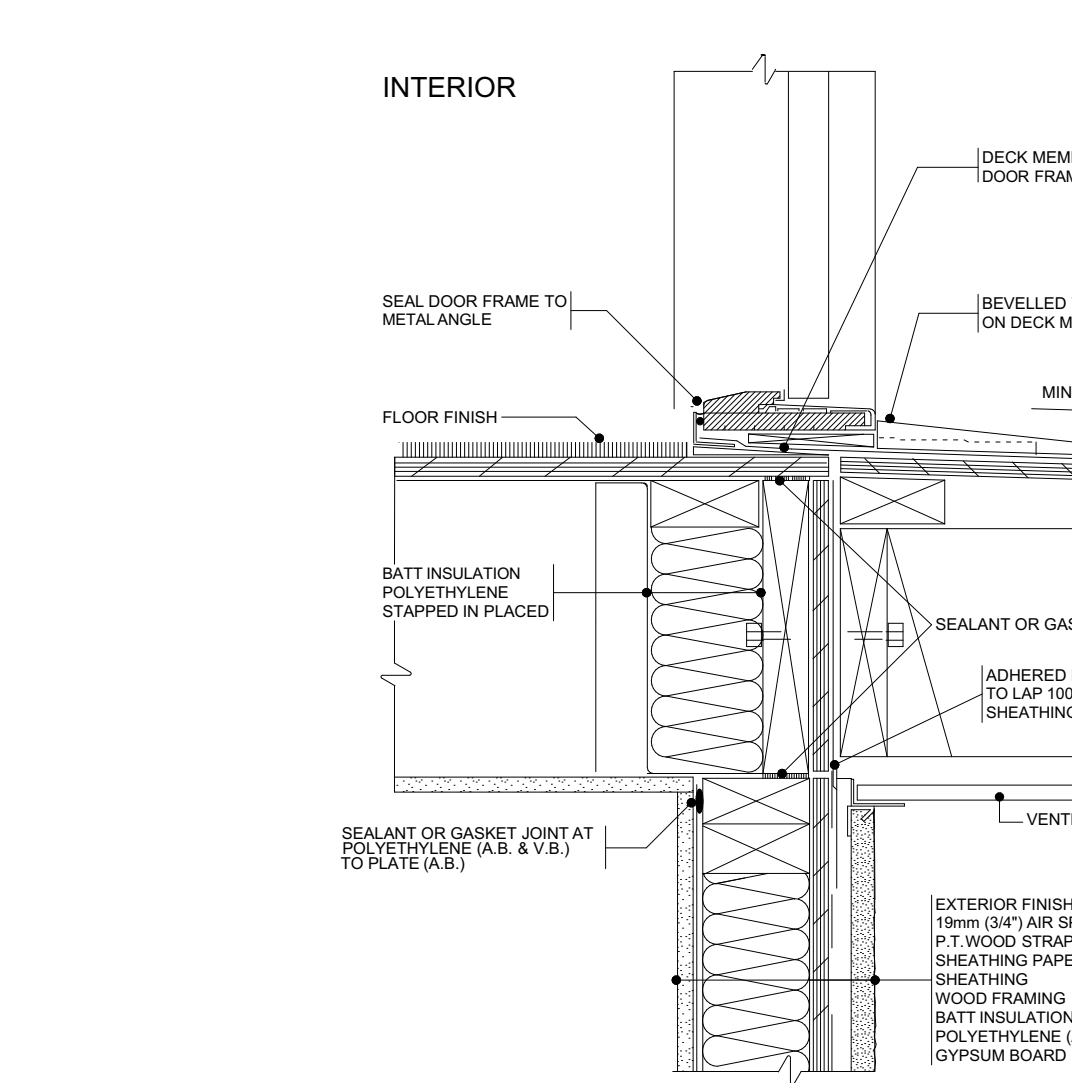 INTERIOR
DECK MEM
DOOR FRAM
SEAL DOOR FRAME TO
METAL ANGLE
BEVELLED
ON DECK M
MIN
FLOOR FINISH
BATT INSULATION
POLYETHYLENE
STAPPED IN PLACED
SEALANT OR GAS
ADHERED
TO LAP 100
SHEATHING
SEALANT OR GASKET JOINT AT
POLYETHYLENE (A.B. & V.B.)
TO PLATE (A.B.)
VENTI
EXTERIOR FINISH
19mm (3/4") AIR SP
P.T.WOOD STRAP
SHEATHING PAPE
SHEATHING
WOOD FRAMING
BATT INSULATION
POLYETHYLENE (
GYPSUM BOARD